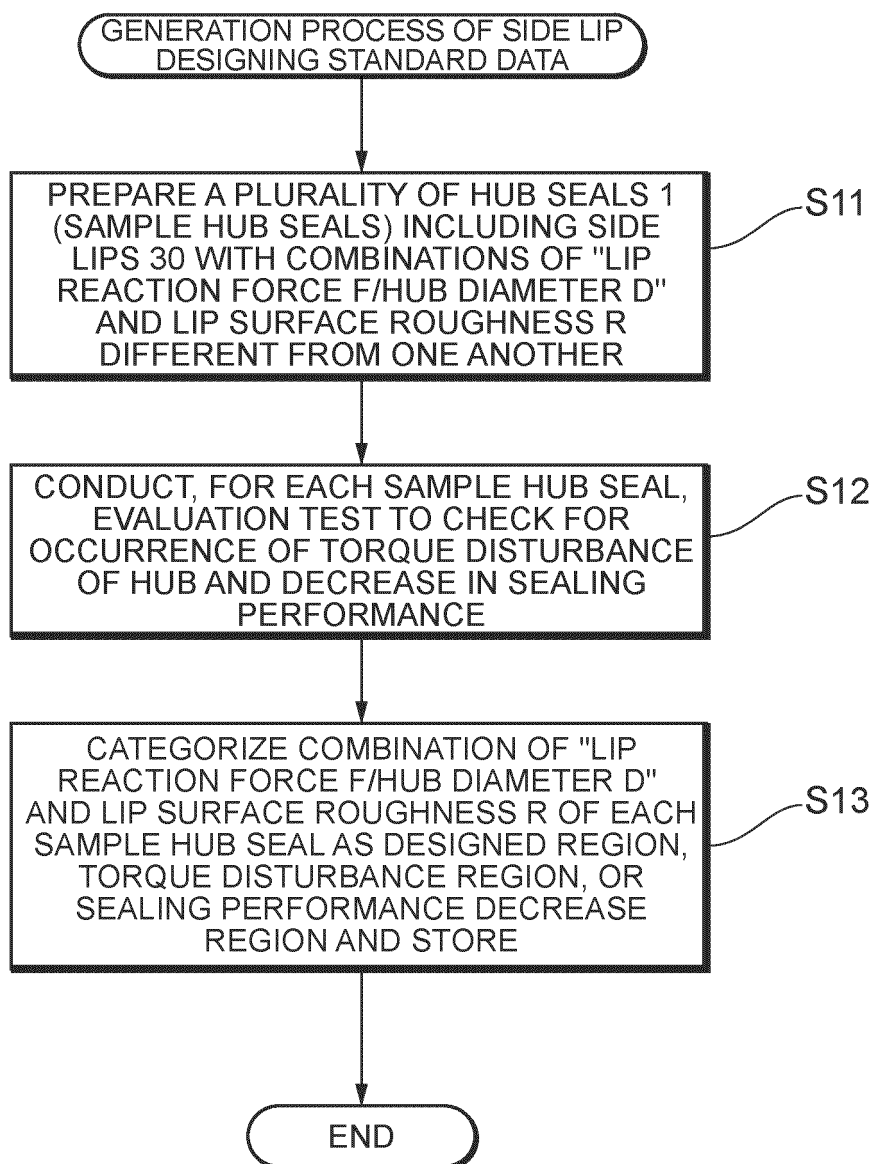 GENERATION PROCESS OF SIDE LIP
DESIGNING STANDARD DATA
PREPARE A PLURALITY OF HUB SEALS 1
(SAMPLE HUB SEALS) INCLUDING SIDE
LIPS 30 WITH COMBINATIONS OF "LIP
REACTION FORCE F/HUB DIAMETER D"
AND LIP SURFACE ROUGHNESS R
DIFFERENT FROM ONE ANOTHER
S11
CONDUCT, FOR EACH SAMPLE HUB SEAL,
EVALUATION TEST TO CHECK FOR
OCCURRENCE OF TORQUE DISTURBANCE
OF HUB AND DECREASE IN SEALING
PERFORMANCE
S12
CATEGORIZE COMBINATION OF "LIP
REACTION FORCE F/HUB DIAMETER D"
AND LIP SURFACE ROUGHNESS R OF EACH
SAMPLE HUB SEAL AS DESIGNED REGION,
TORQUE DISTURBANCE REGION, OR
SEALING PERFORMANCE DECREASE
REGION AND STORE
S13
END